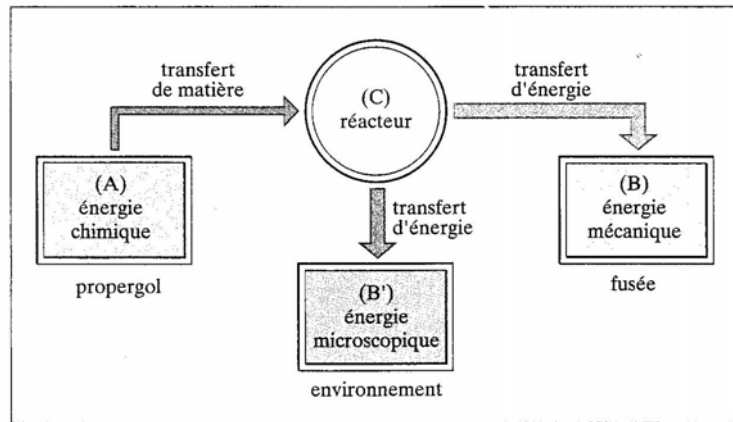 transfert
de matière
(C)
réacteur
transfert
d'énergie
(A)
énergie
chimique
propergol
transfert
d'énergie
(B)
énergie
mécanique
fusée
(B')
énergie
microscopique
environnement